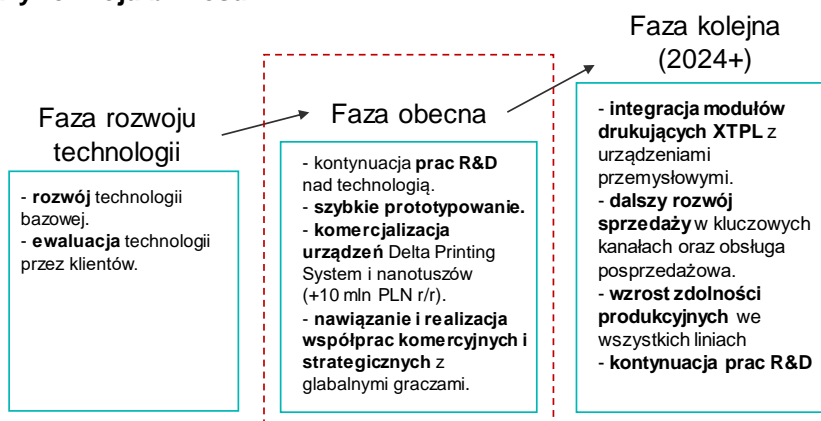 Faza rozwoju
technologii
- rozwój technologii
bazowej.
- ewaluacja technologii
przez klientów.
Faza obecna
- kontynuacja prac R&D
nad technologią.
- szybkie prototypowanie.
- komercjalizacja
urządzeń Delta Printing
System i nanotuszów
(+10 mln PLN r/r).
- nawiązanie i realizacja
współprac komercyjnych i
strategicznych z
glabalnymi graczami.
Faza kolejna
(2024+)
- integracja modułów
drukujących XTPL z
urządzeniami
przemysłowymi.
- dalszy rozwój
sprzedaży w kluczowych
kanałach oraz obsługa
posprzedażowa.
- wzrost zdolności
produkcyjnych we
wszystkich liniach
- kontynuacja prac R&D